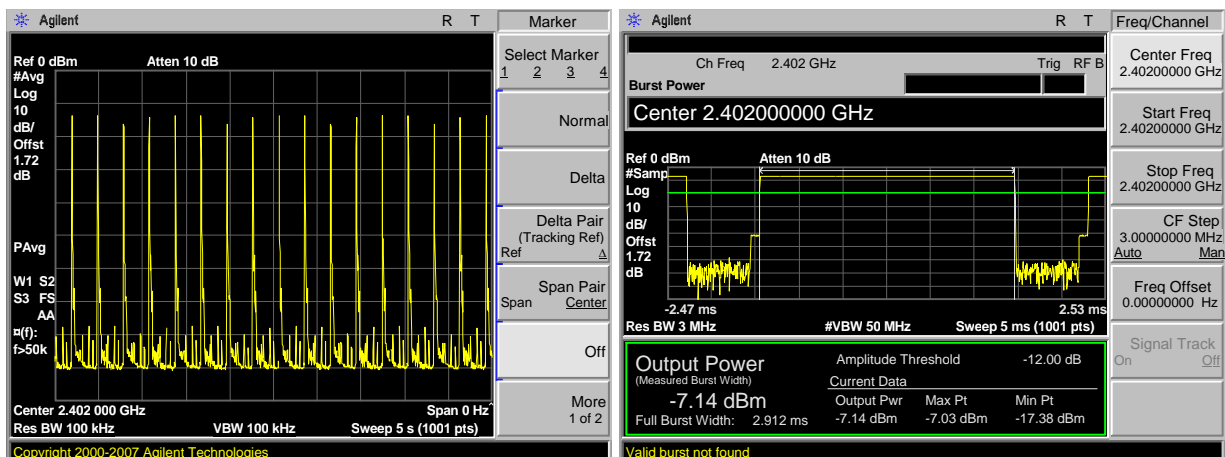 Agilent R T Marker
Ref 0 dBm Atten 10 dB
#Avg
Log
10
dB/
Offst
1.72
dB
PAvg
W1 S2
S3 FS
AA
¤(f):
f>50k
Center 2.402 000 GHz Span 0 Hz^
Res BW 100 kHz VBW 100 kHz Sweep 5 s (1001 pts)
Copyright 2000-2007 Agilent Technologies
Select Marker
1 2 3 4
Normal
Delta
Delta Pair
(Tracking Ref)
Ref Δ
Span Pair
Span Center
Off
More
1 of 2
Agilent R T Freq/Channel
Ch Freq 2.402 GHz Trig RF B
Burst Power
Center 2.402000000 GHz
Ref 0 dBm Atten 10 dB
#Samp
Log
10
dB/
Offst
1.72
dB
-2.47 ms 2.53 ms
Res BW 3 MHz #VBW 50 MHz Sweep 5 ms (1001 pts)
Output Power
(Measured Burst Width)
-7.14 dBm
Full Burst Width: 2.912 ms
Amplitude Threshold -12.00 dB
Current Data
Output Pwr Max Pt Min Pt
-7.14 dBm -7.03 dBm -17.38 dBm
Valid burst not found
Center Freq
2.40200000 GHz
Start Freq
2.40200000 GHz
Stop Freq
2.40200000 GHz
CF Step
3.00000000 MHz
Auto Man
Freq Offset
0.00000000 Hz
Signal Track
On Off